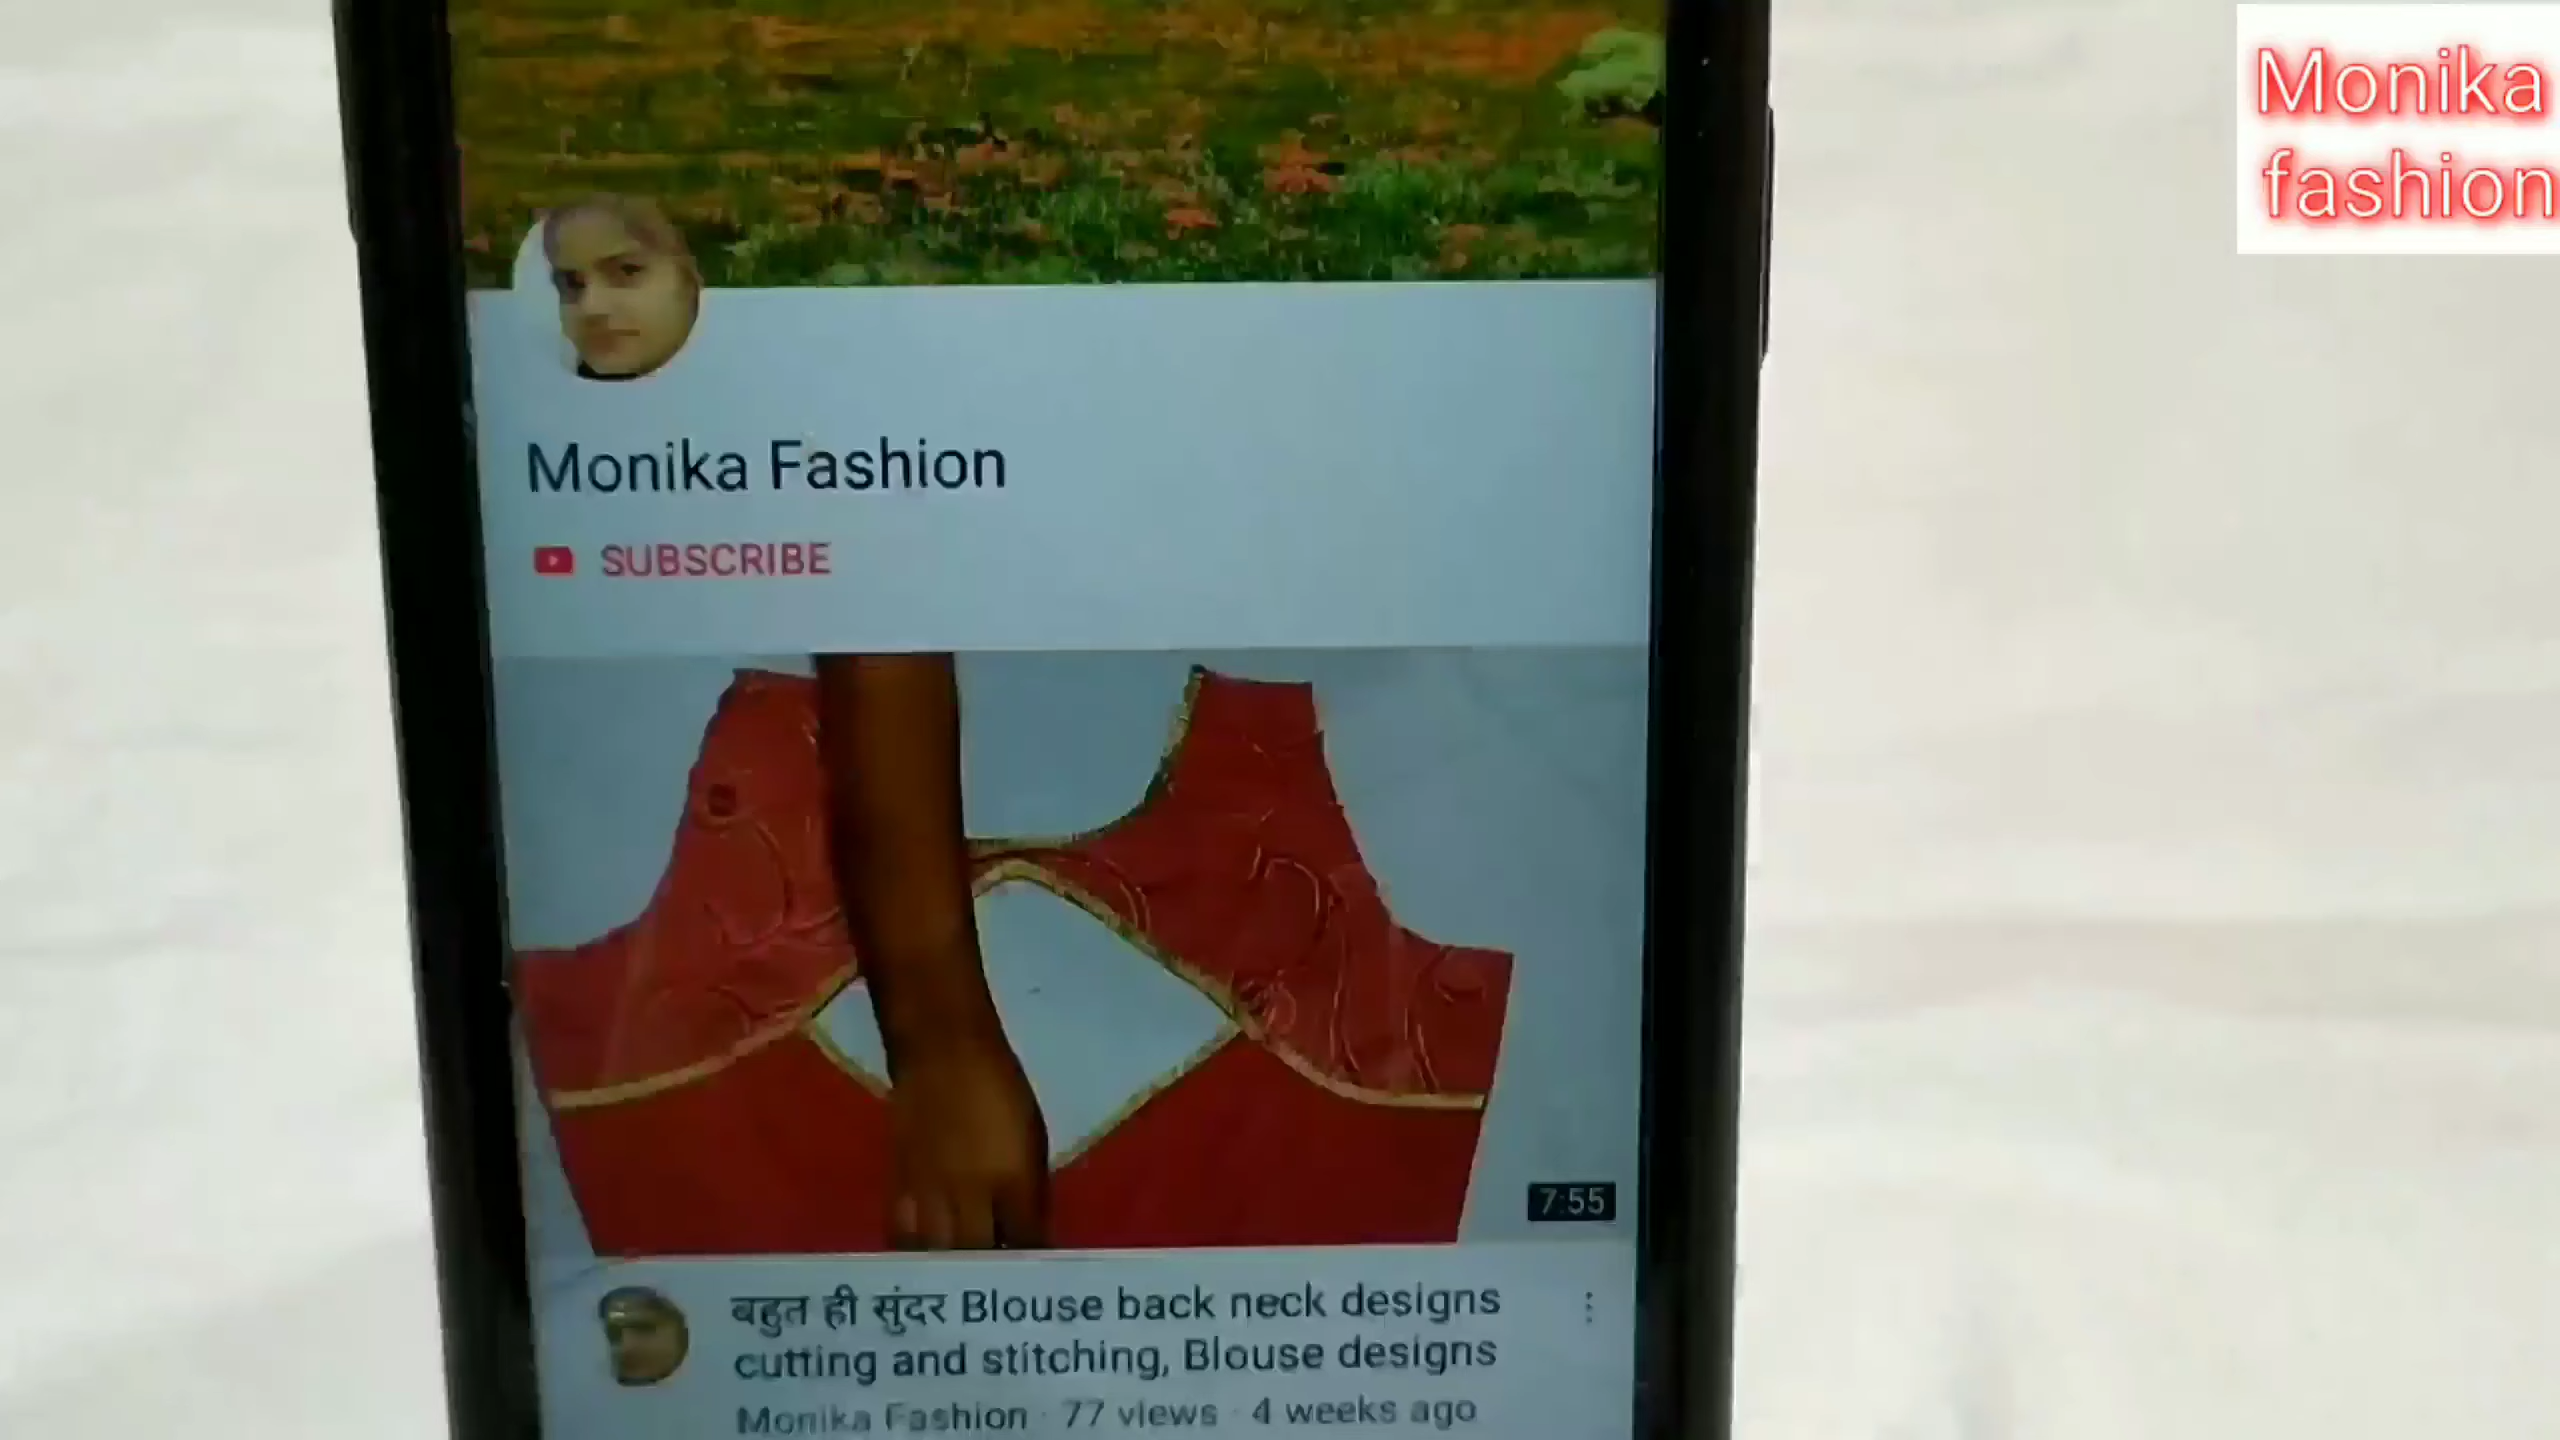 Monika
fashion
Monika Fashion
SUBSCRIBE
7:55
बहुत ही सुंदर Blouse back neck designs
cutting and stitching, Blouse designs
Monika Fashion · 77 views · 4 weeks ago